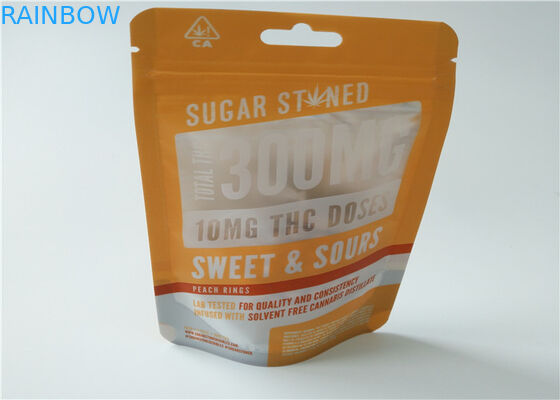 RAINBOW
CA
SUGAR STONED
TOTAL THC
300MG
10MG THC DOSES
SWEET & SOURS
PEACH RINGS
LAB TESTED FOR QUALITY AND CONSISTENCY
INFUSED WITH SOLVENT FREE CANNABIS DISTILLATE